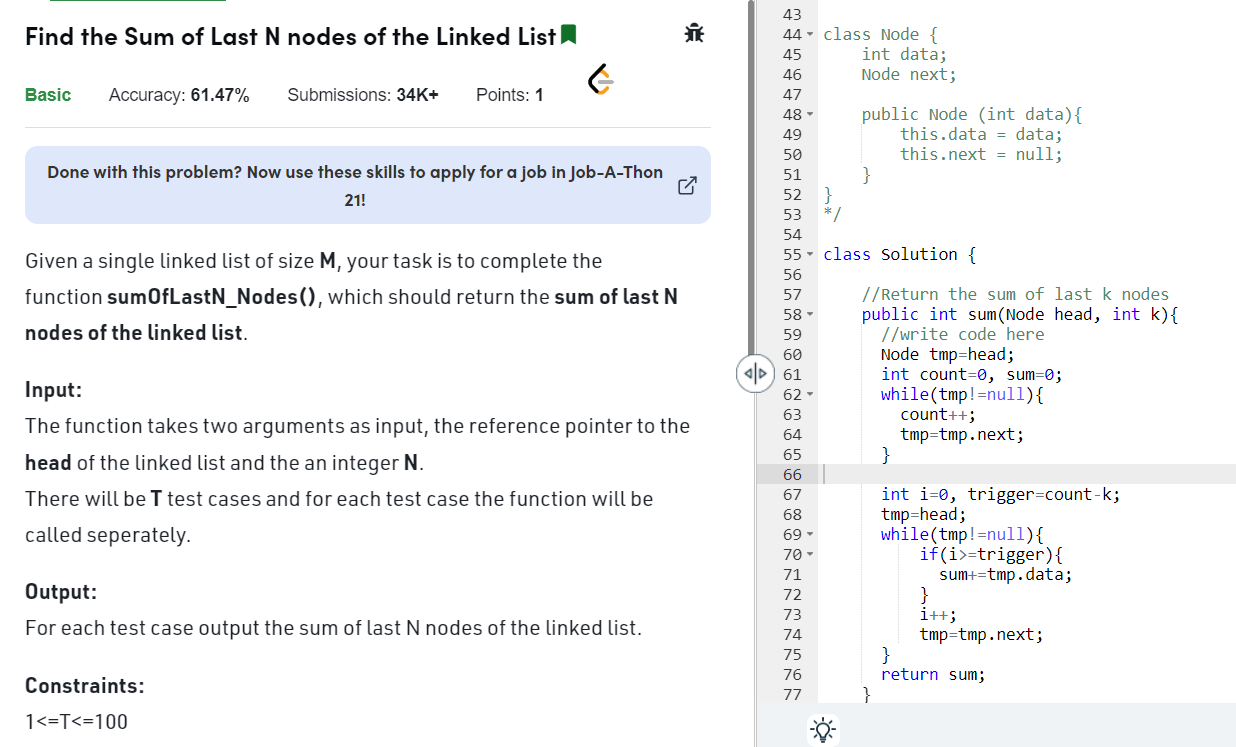 Find the Sum of Last N nodes of the Linked List
Basic Accuracy: 61.47% Submissions: 34K+ Points: 1
Done with this problem? Now use these skills to apply for a job in Job-A-Thon
21!
Given a single linked list of size M, your task is to complete the
function sumOfLastN_Nodes(), which should return the sum of last N
nodes of the linked list.
Input:
The function takes two arguments as input, the reference pointer to the
head of the linked list and the an integer N.
There will be T test cases and for each test case the function will be
called seperately.
Output:
For each test case output the sum of last N nodes of the linked list.
Constraints:
1<=T<=100
43
44 class Node {
45     int data;
46     Node next;
47
48     public Node (int data){
49         this.data = data;
50         this.next = null;
51     }
52 }
53 */
54
55 class Solution {
56
57     //Return the sum of last k nodes
58     public int sum(Node head, int k){
59       //write code here
60       Node tmp=head;
61       int count=0, sum=0;
62       while(tmp!=null){
63         count++;
64         tmp=tmp.next;
65       }
66
67       int i=0, trigger=count-k;
68       tmp=head;
69       while(tmp!=null){
70           if(i>=trigger){
71             sum+=tmp.data;
72           }
73           i++;
74           tmp=tmp.next;
75       }
76       return sum;
77     }